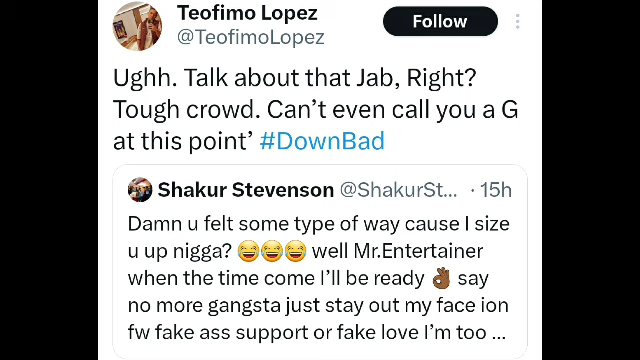 Teofimo Lopez
@TeofimoLopez
Follow
Ughh. Talk about that Jab, Right?
Tough crowd. Can’t even call you a G
at this point’ #DownBad
Shakur Stevenson @ShakurSt... · 15h
Damn u felt some type of way cause I size
u up nigga? 😂😂😂 well Mr.Entertainer
when the time come I’ll be ready 👌🏾 say
no more gangsta just stay out my face ion
fw fake ass support or fake love I’m too ...